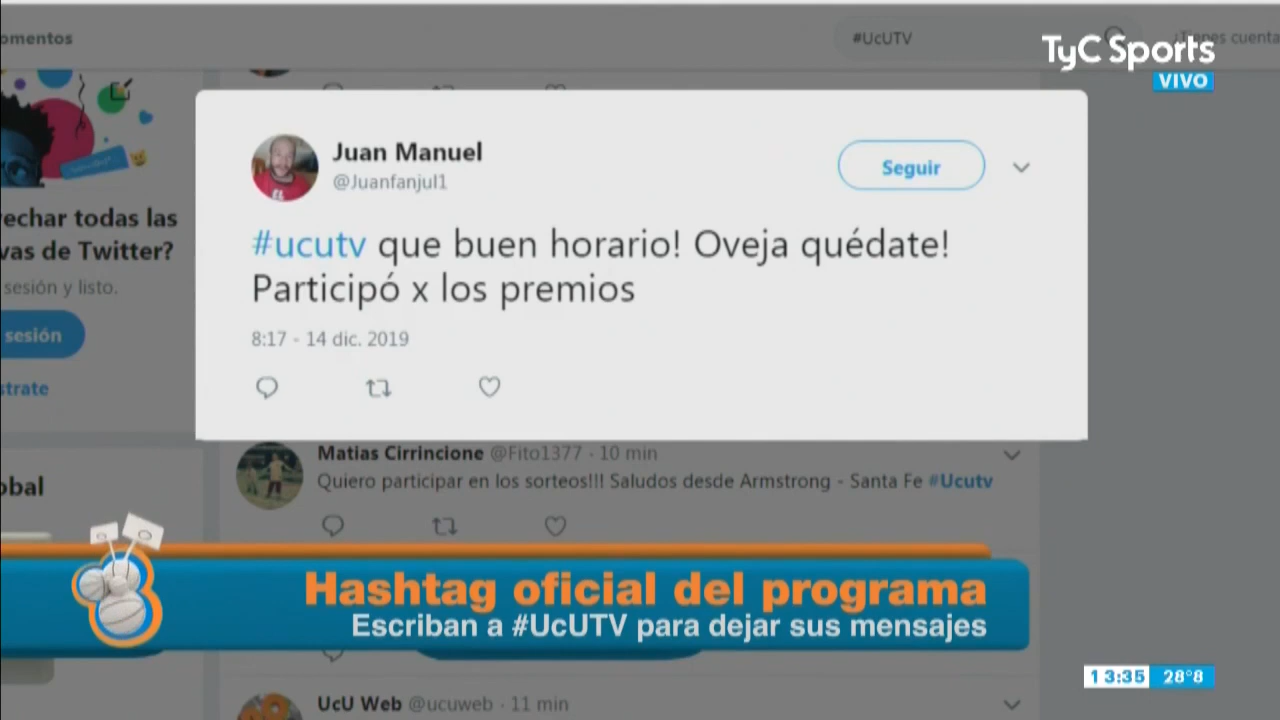 omentos
#UcUTV
¿Tienes cuenta
TyC Sports
VIVO
Juan Manuel
@Juanfanjul1
Seguir
#ucutv que buen horario! Oveja quédate!
Participó x los premios
8:17 - 14 dic. 2019
echar todas las
vas de Twitter?
sesión y listo.
sesión
strate
obal
Matias Cirrincione @Fito1377 · 10 min
Quiero participar en los sorteos!!! Saludos desde Armstrong - Santa Fe #Ucutv
Hashtag oficial del programa
Escriban a #UcUTV para dejar sus mensajes
13:35 28°8
UcU Web @ucuweb · 11 min